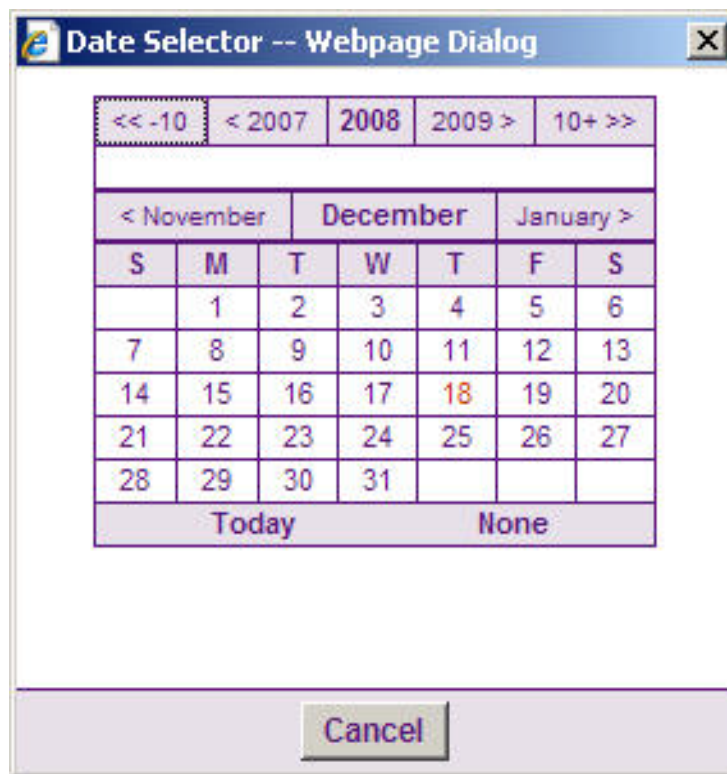 Date Selector -- Webpage Dialog
<< -10 < 2007 2008 2009 > 10+ >>
< November December January >
S M T W T F S
1 2 3 4 5 6
7 8 9 10 11 12 13
14 15 16 17 18 19 20
21 22 23 24 25 26 27
28 29 30 31
Today None
Cancel